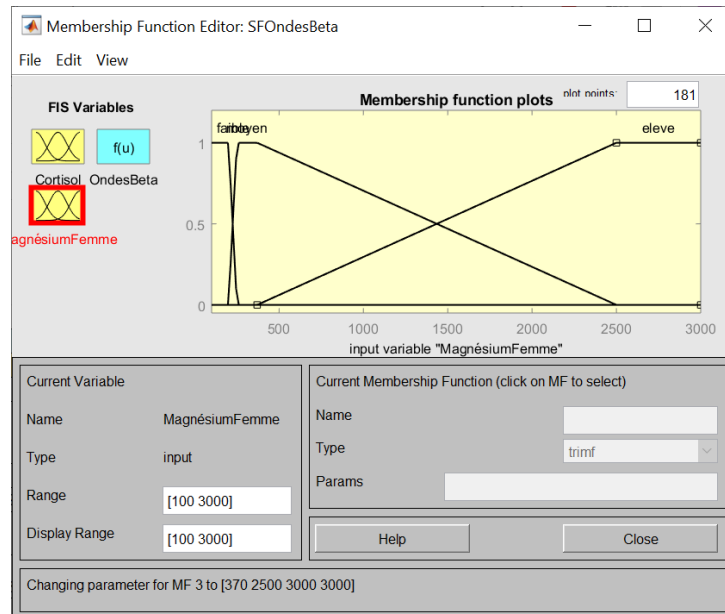 Membership Function Editor: SFOndesBeta
File Edit View
FIS Variables
f(u)
Cortisol OndesBeta
agnésiumFemme
Membership function plots
plot points:
181
moyen
eleve
1
0.5
0
500 1000 1500 2000 2500 3000
input variable "MagnésiumFemme"
Current Variable
Name MagnésiumFemme
Type input
Range [100 3000]
Display Range [100 3000]
Current Membership Function (click on MF to select)
Name
Type trimf
Params
Help Close
Changing parameter for MF 3 to [370 2500 3000 3000]